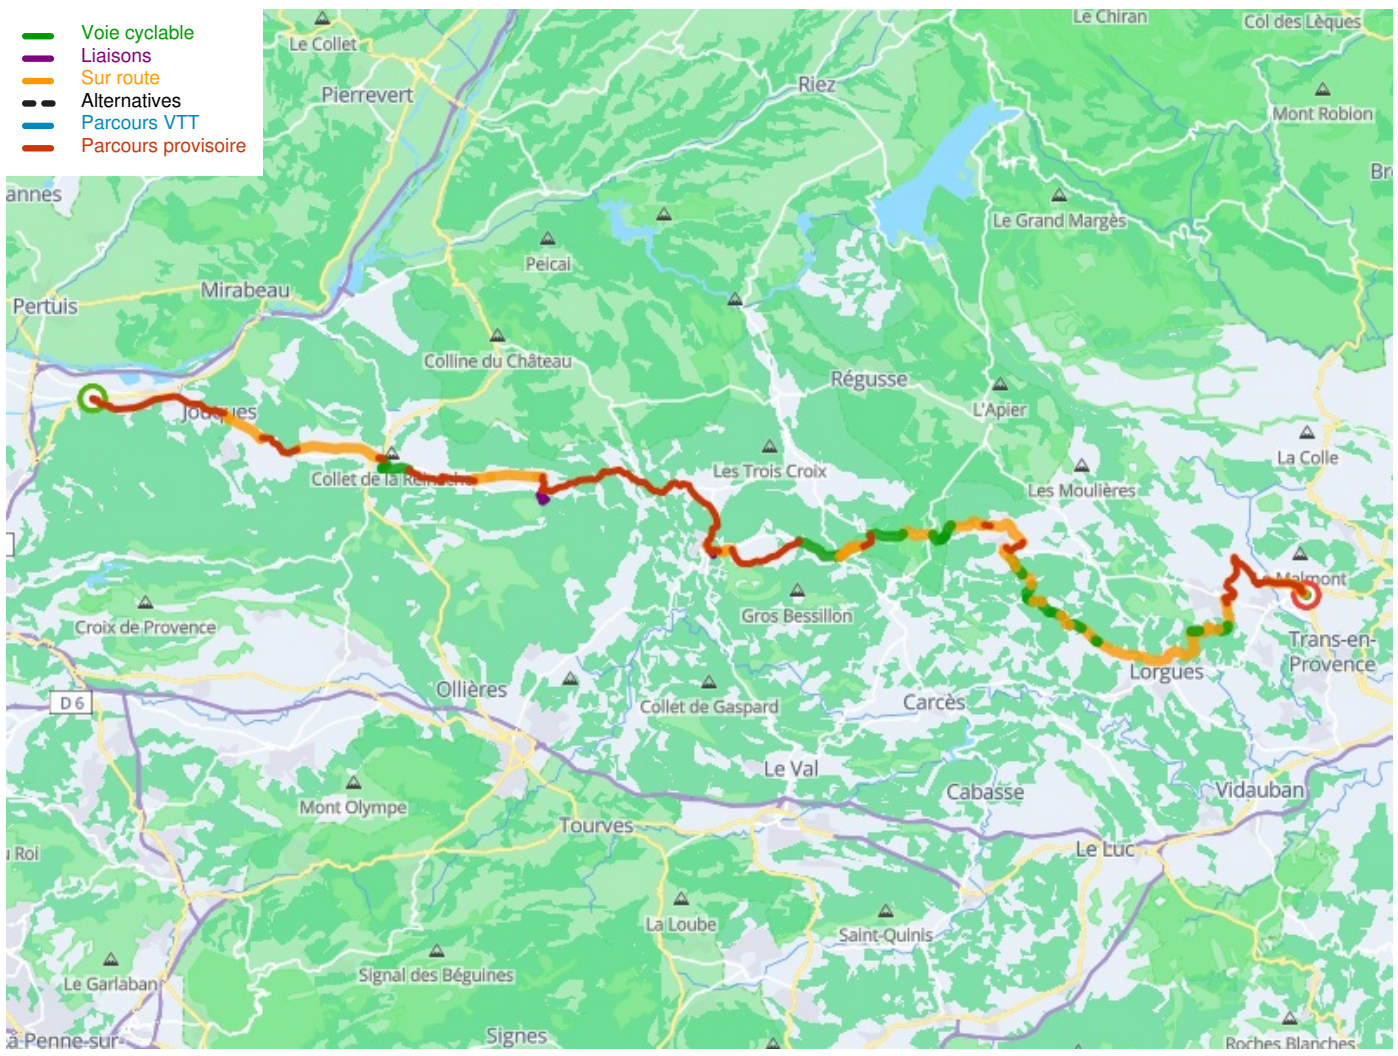 Voie cyclable
Liaisons
Sur route
Alternatives
Parcours VTT
Parcours provisoire
Le Collet
Le Chiran
Col des Lèques
Pierrevert
Riez
Mont Robion
annes
Br
Le Grand Margès
Peicai
Mirabeau
Pertuis
Colline du Château
Régusse
Jouques
L'Apier
La Colle
Collet de la Reinache
Les Trois Croix
Les Moulières
Malmont
Gros Bessillon
Croix de Provence
Trans-en-
Provence
Lorgues
Ollières
D 6
Collet de Gaspard
Carcès
Le Val
Cabasse
Vidauban
Mont Olympe
Tourves
Le Luc
u Roi
La Loube
Saint-Quinis
Signal des Béguines
Le Garlaban
Signes
à-Penne-sur-
Roches Blanches